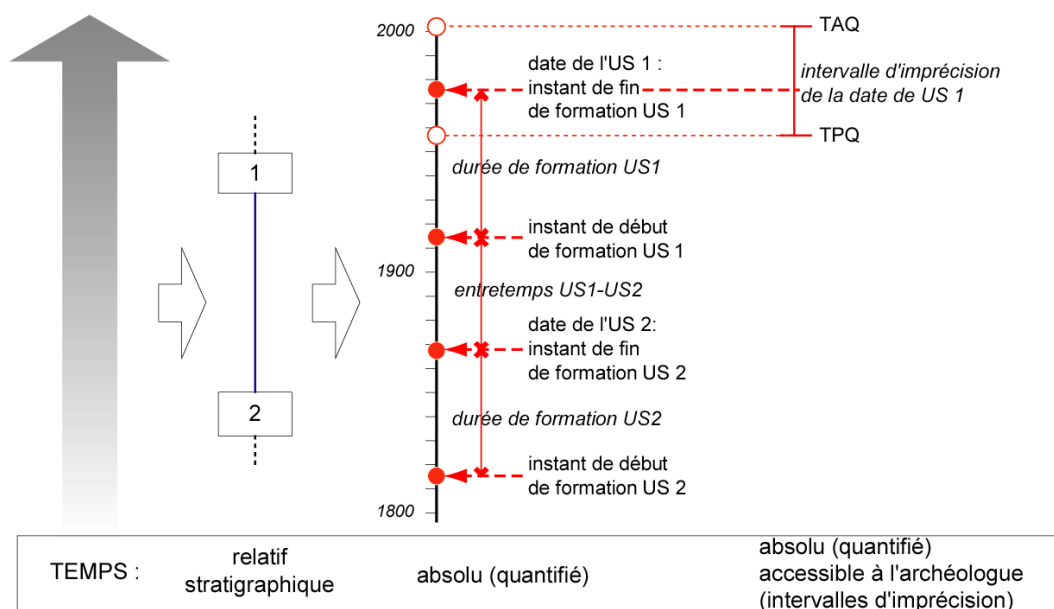 2000
TAQ
date de l'US 1 :
instant de fin
de formation US 1
intervalle d'imprécision
de la date de US 1
TPQ
1
durée de formation US1
instant de début
de formation US 1
1900
entretemps US1-US2
date de l'US 2:
instant de fin
de formation US 2
2
durée de formation US2
instant de début
de formation US 2
1800
TEMPS :
relatif
stratigraphique
absolu (quantifié)
absolu (quantifié)
accessible à l'archéologue
(intervalles d'imprécision)